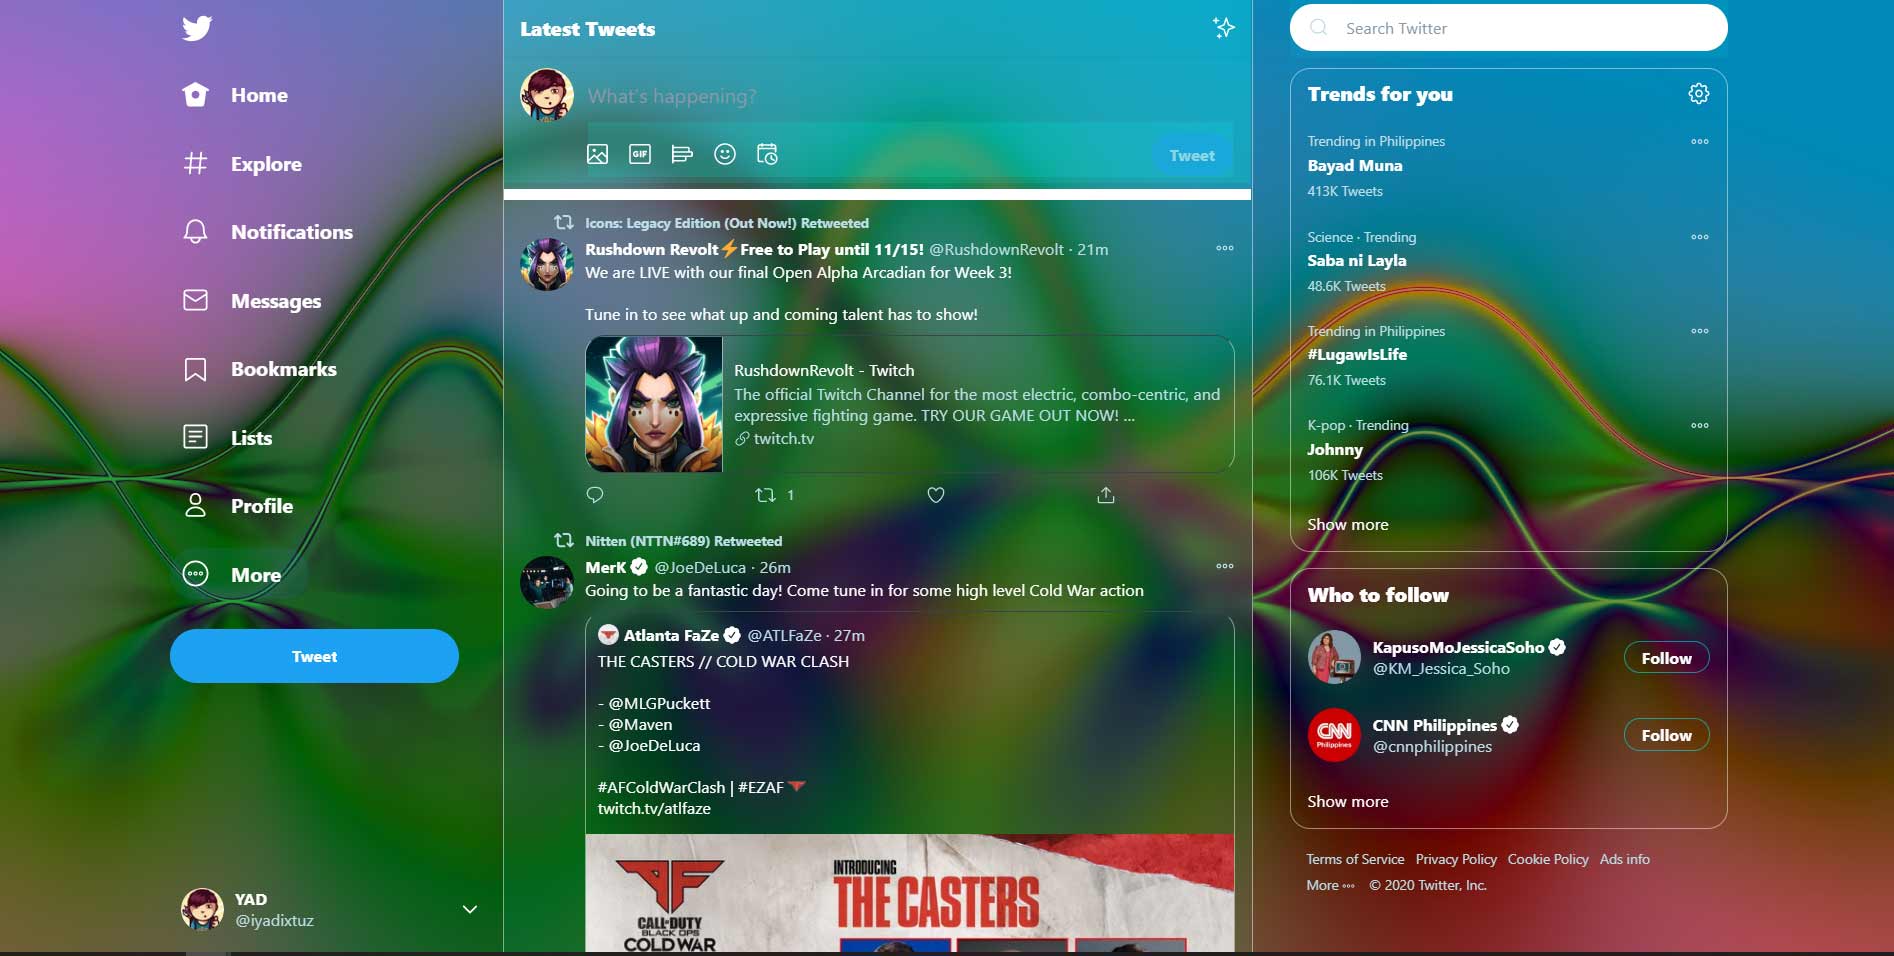 Home
Explore
Notifications
Messages
Bookmarks
Lists
Profile
More
Tweet
YAD
@iyadixtuz
Latest Tweets
What's happening?
GIF
Tweet
Icons: Legacy Edition (Out Now!) Retweeted
Rushdown Revolt⚡Free to Play until 11/15! @RushdownRevolt · 21m
We are LIVE with our final Open Alpha Arcadian for Week 3!
Tune in to see what up and coming talent has to show!
RushdownRevolt - Twitch
The official Twitch Channel for the most electric, combo-centric, and
expressive fighting game. TRY OUR GAME OUT NOW! ...
twitch.tv
1
Nitten (NTTN#689) Retweeted
MerK @JoeDeLuca · 26m
Going to be a fantastic day! Come tune in for some high level Cold War action
Atlanta FaZe @ATLFaZe · 27m
THE CASTERS // COLD WAR CLASH
- @MLGPuckett
- @Maven
- @JoeDeLuca
#AFColdWarClash | #EZAF
twitch.tv/atlfaze
CALL OF DUTY
BLACK OPS
COLD WAR
INTRODUCING
THE CASTERS
Search Twitter
Trends for you
Trending in Philippines
Bayad Muna
413K Tweets
Science · Trending
Saba ni Layla
48.6K Tweets
Trending in Philippines
#LugawIsLife
76.1K Tweets
K-pop · Trending
Johnny
106K Tweets
Show more
Who to follow
KapusoMoJessicaSoho
@KM_Jessica_Soho
Follow
CNN
Philippines
CNN Philippines
@cnnphilippines
Follow
Show more
Terms of Service Privacy Policy Cookie Policy Ads info
More © 2020 Twitter, Inc.